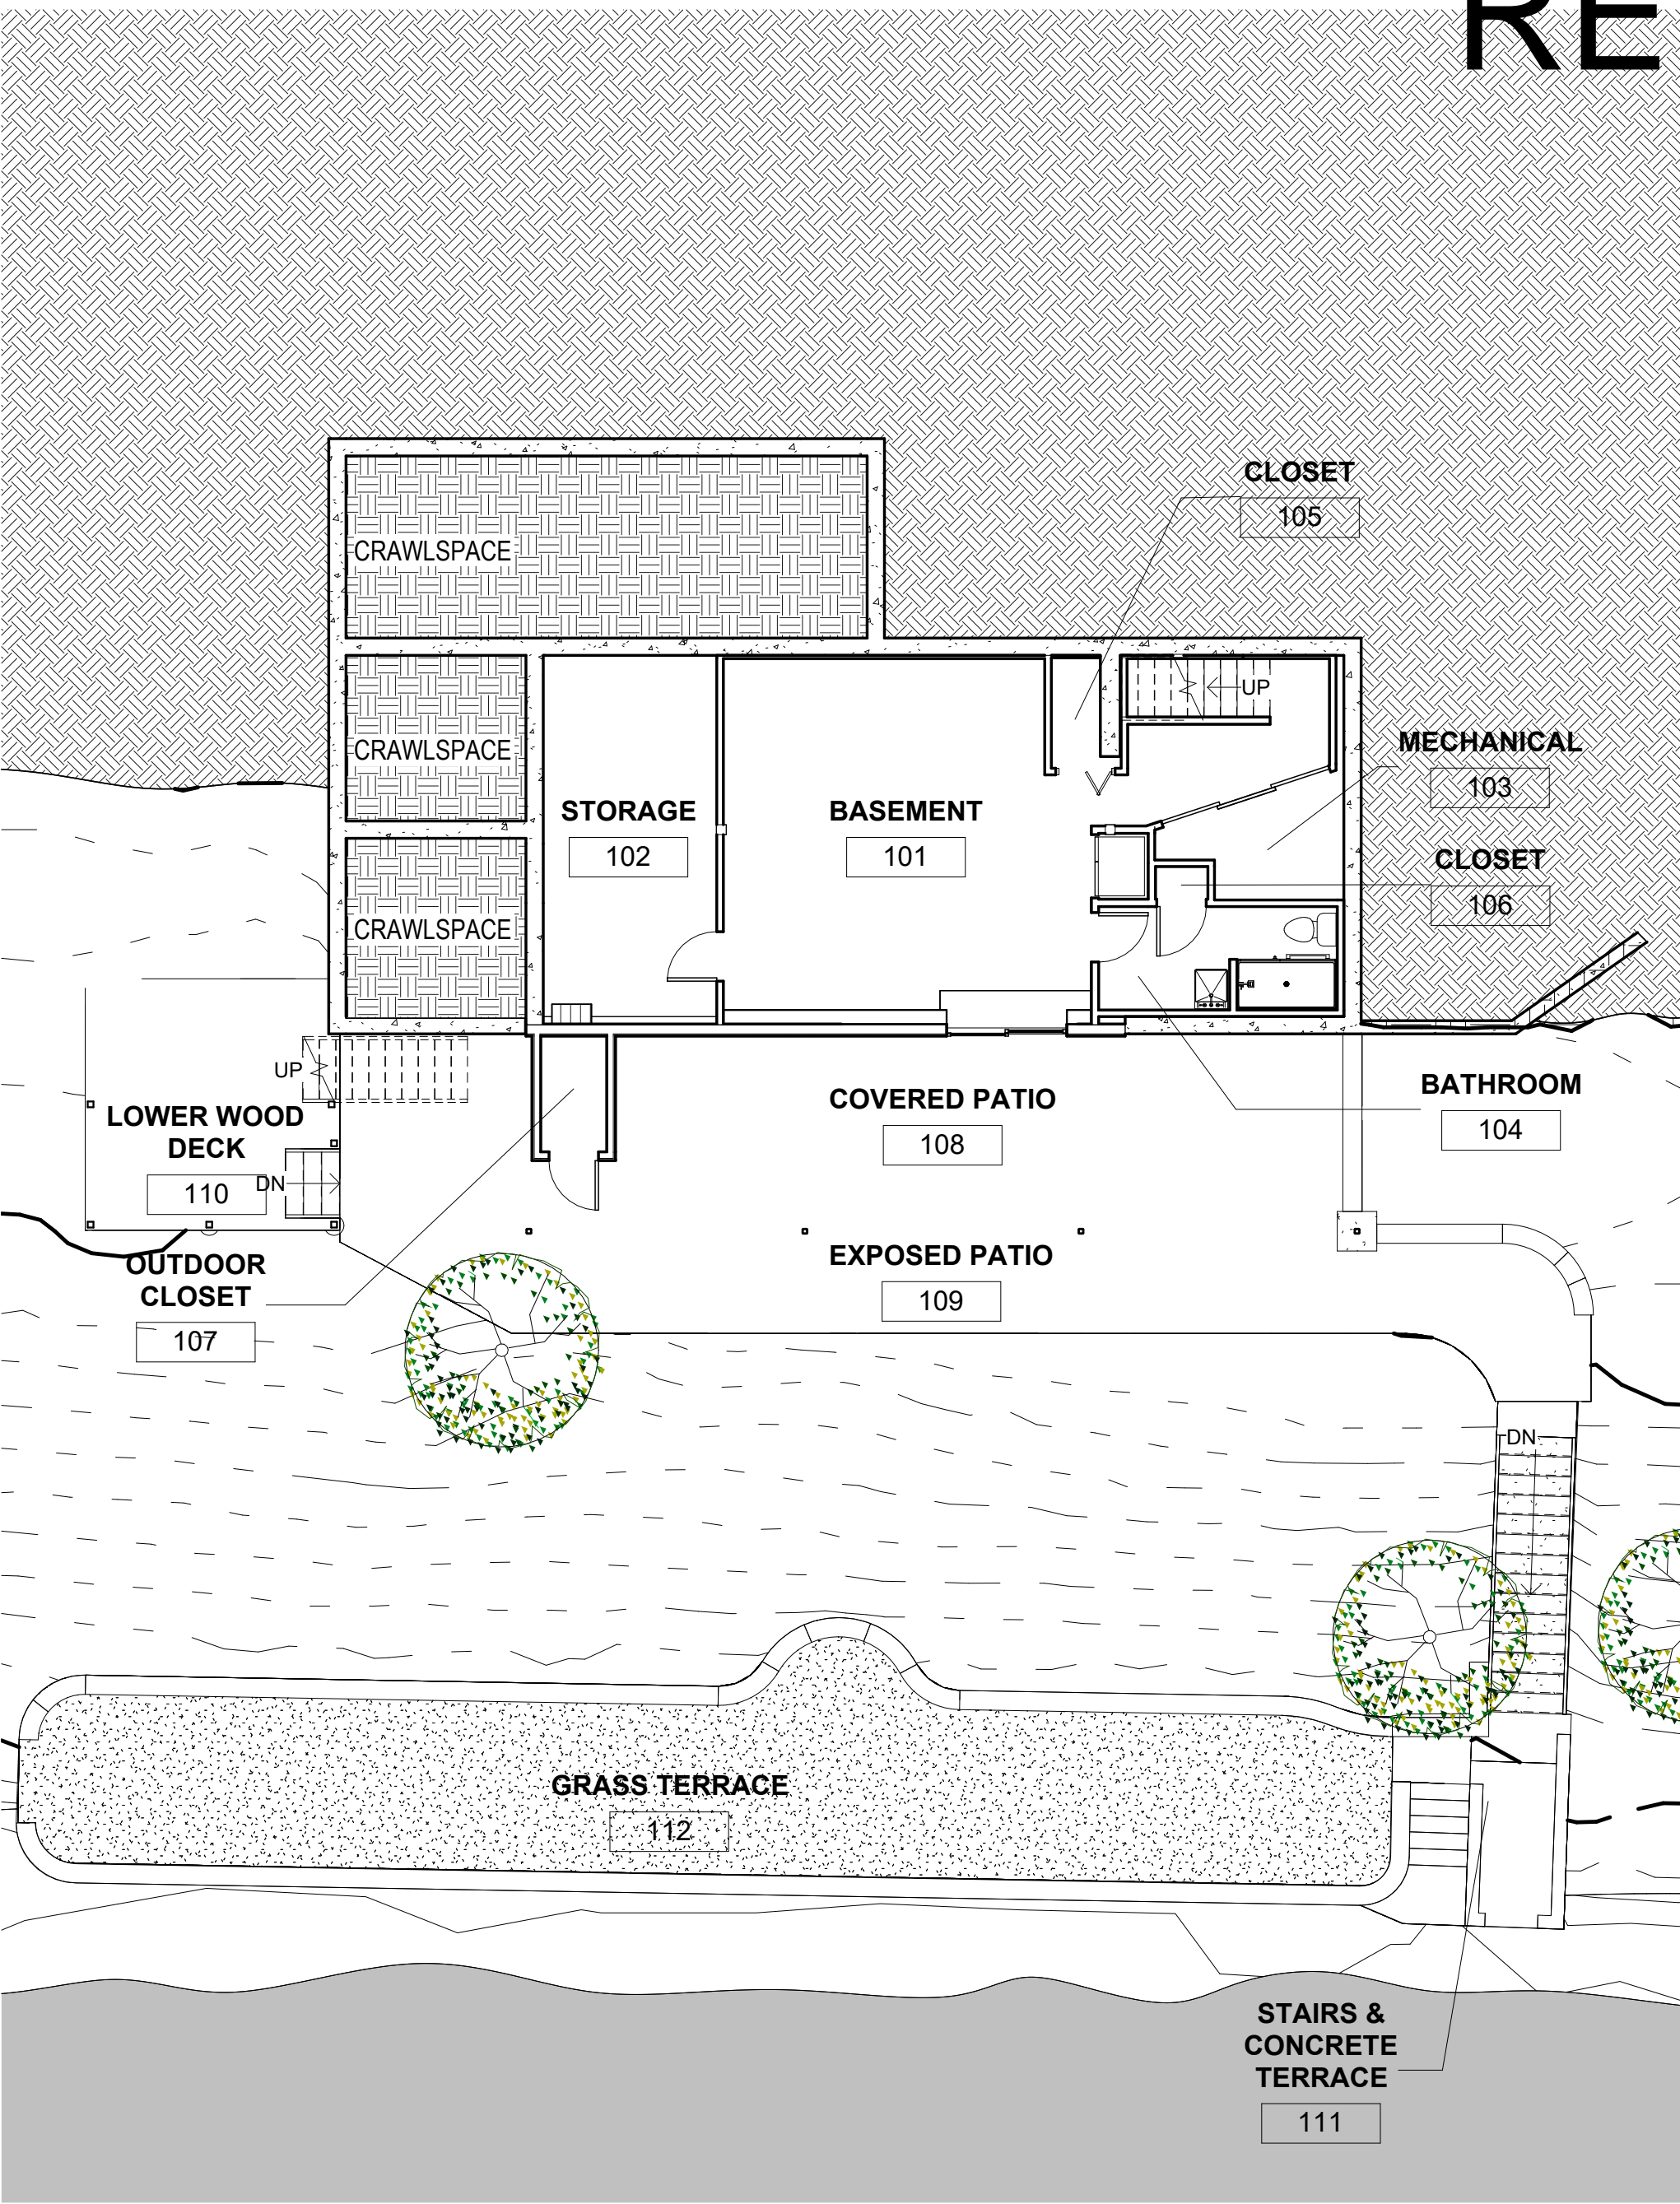 RE
CLOSET
105
CRAWLSPACE
UP
CRAWLSPACE
MECHANICAL
103
STORAGE
102
BASEMENT
101
CLOSET
106
CRAWLSPACE
UP
LOWER WOOD
DECK
110
DN
COVERED PATIO
108
BATHROOM
104
OUTDOOR
CLOSET
107
EXPOSED PATIO
109
DN
GRASS TERRACE
112
STAIRS &
CONCRETE
TERRACE
111